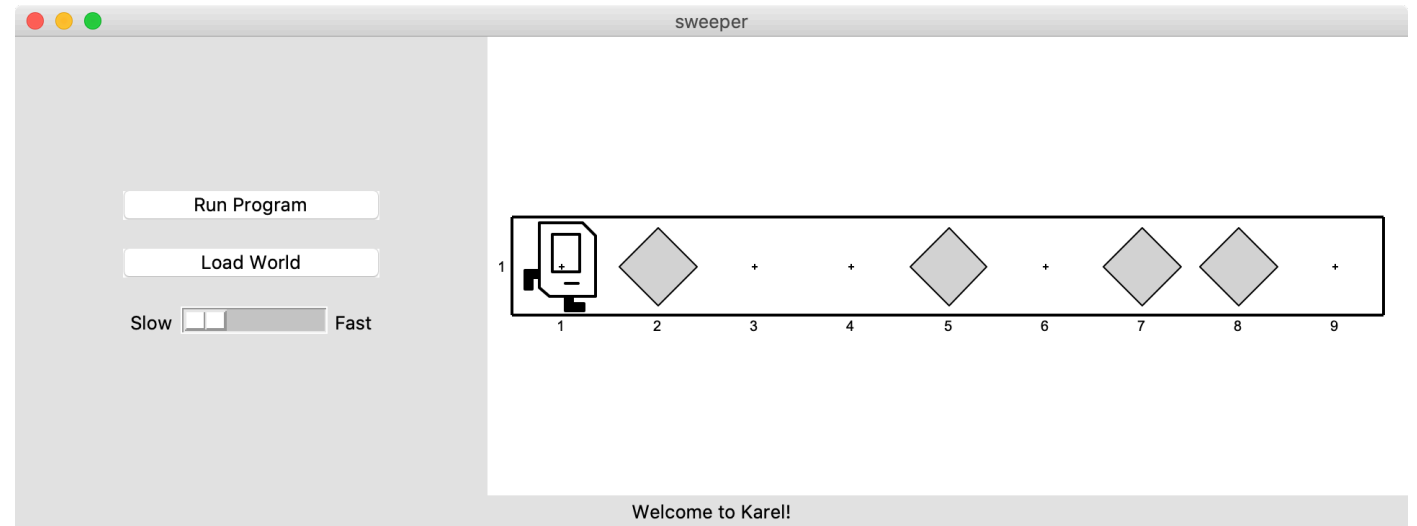 sweeper
Run Program
Load World
Slow Fast
1
1 2 3 4 5 6 7 8 9
Welcome to Karel!